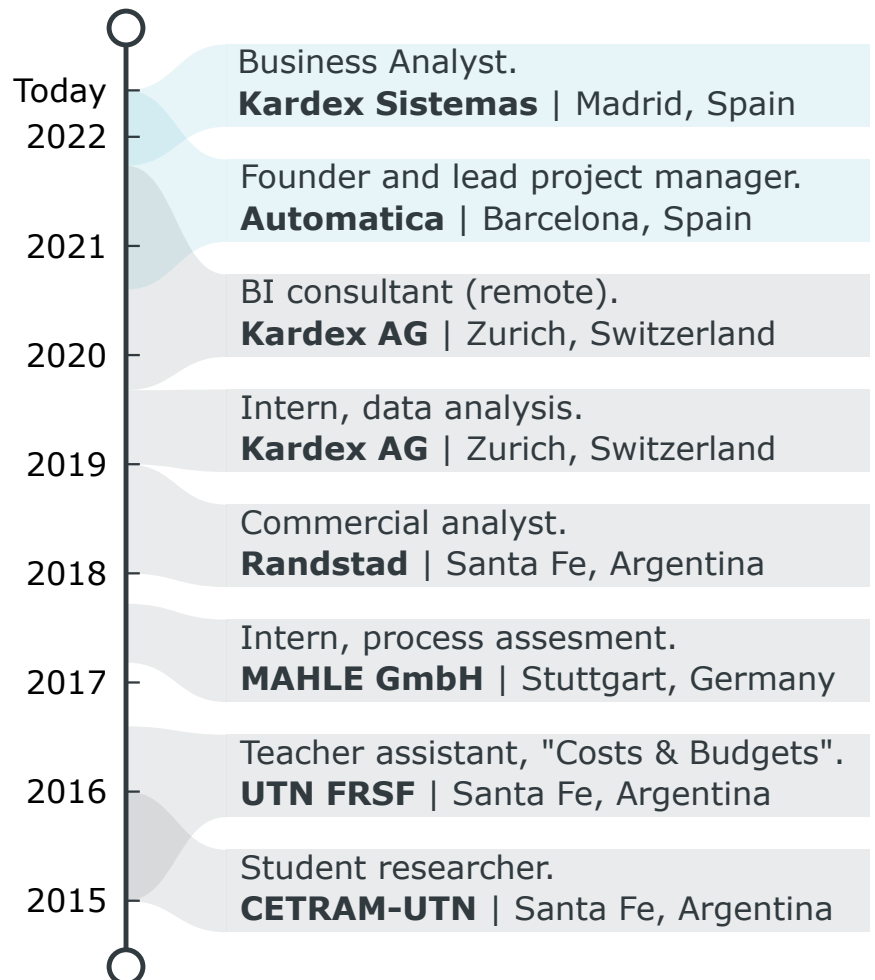 Today
2022
2021
2020
2019
2018
2017
2016
2015
Business Analyst.
Kardex Sistemas | Madrid, Spain
Founder and lead project manager.
Automatica | Barcelona, Spain
BI consultant (remote).
Kardex AG | Zurich, Switzerland
Intern, data analysis.
Kardex AG | Zurich, Switzerland
Commercial analyst.
Randstad | Santa Fe, Argentina
Intern, process assesment.
MAHLE GmbH | Stuttgart, Germany
Teacher assistant, "Costs & Budgets".
UTN FRSF | Santa Fe, Argentina
Student researcher.
CETRAM-UTN | Santa Fe, Argentina